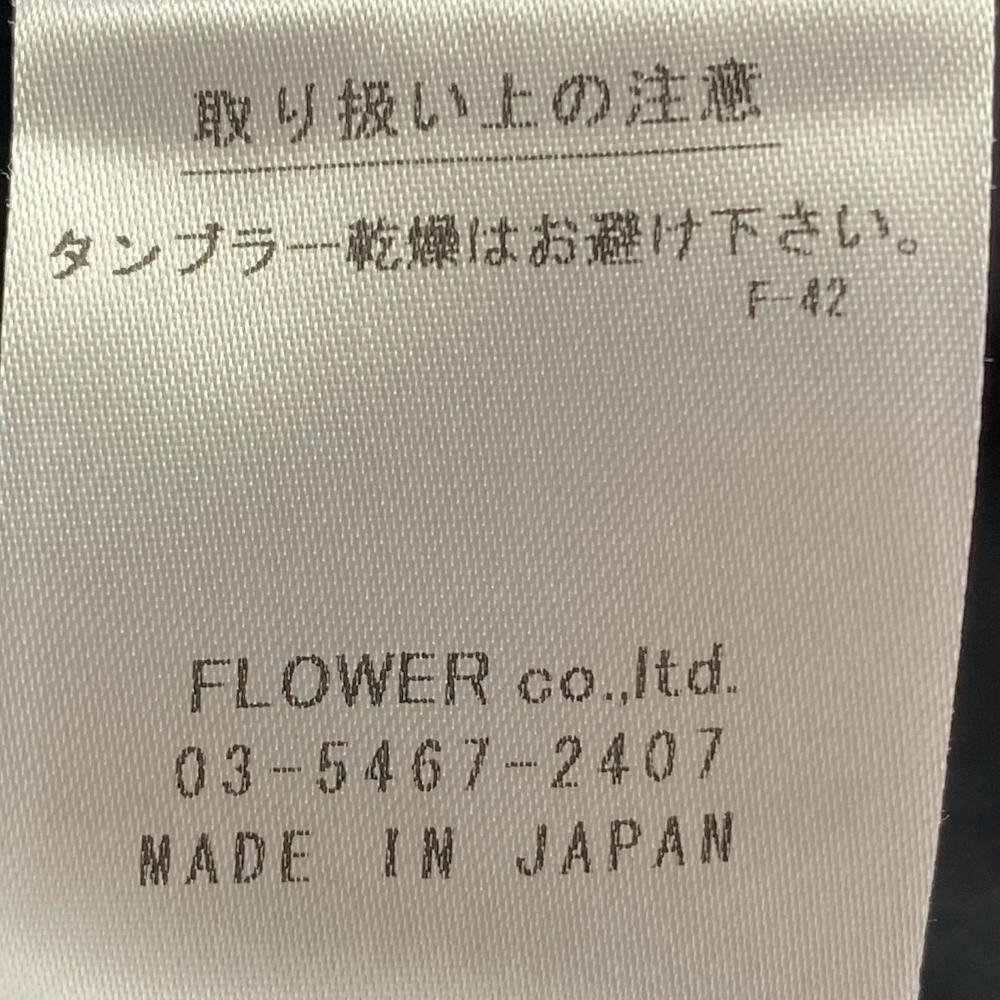 取り扱い上の注意
タンブラー乾燥はお避け下さい。
F-42
FLOWER co.,ltd.
03-5467-2407
MADE IN JAPAN